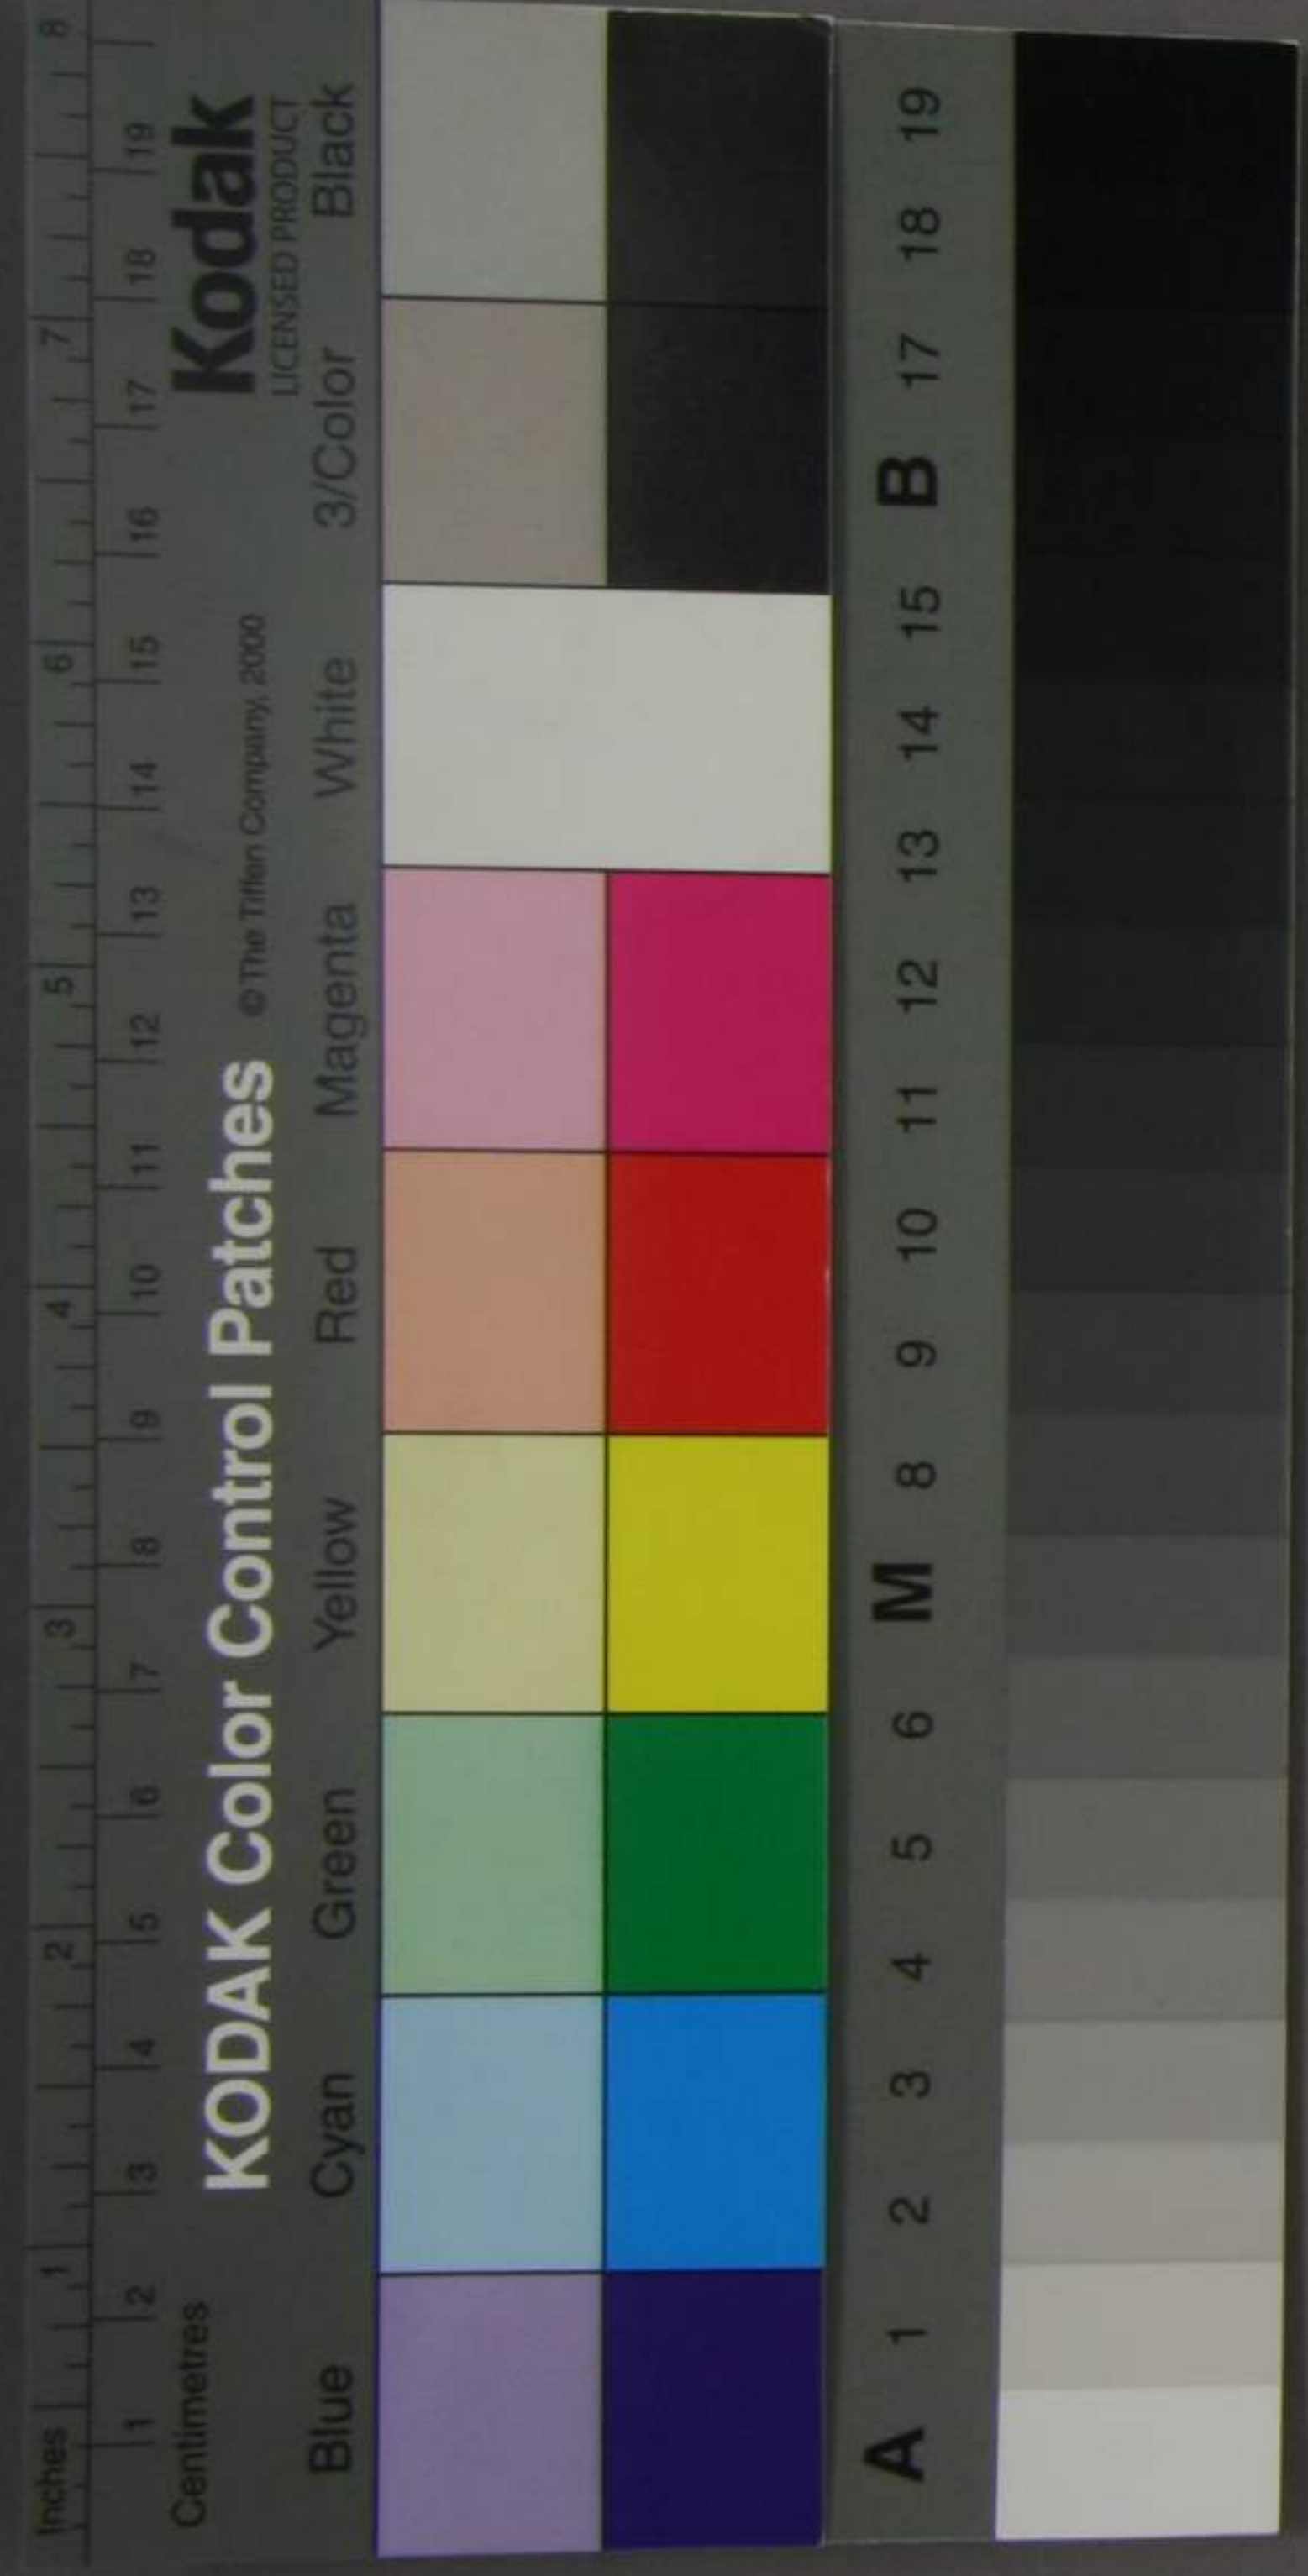 Inches 1 2 3 4 5 6 7 8
1 2 3 4 5 6 7 8 9 10 11 12 13 14 15 16 17 18 19
Centimetres
KODAK Color Control Patches © The Tiffen Company, 2000 Kodak
LICENSED PRODUCT
Blue Cyan Green Yellow Red Magenta White 3/Color Black
A 1 2 3 4 5 6 M 8 9 10 11 12 13 14 15 B 17 18 19